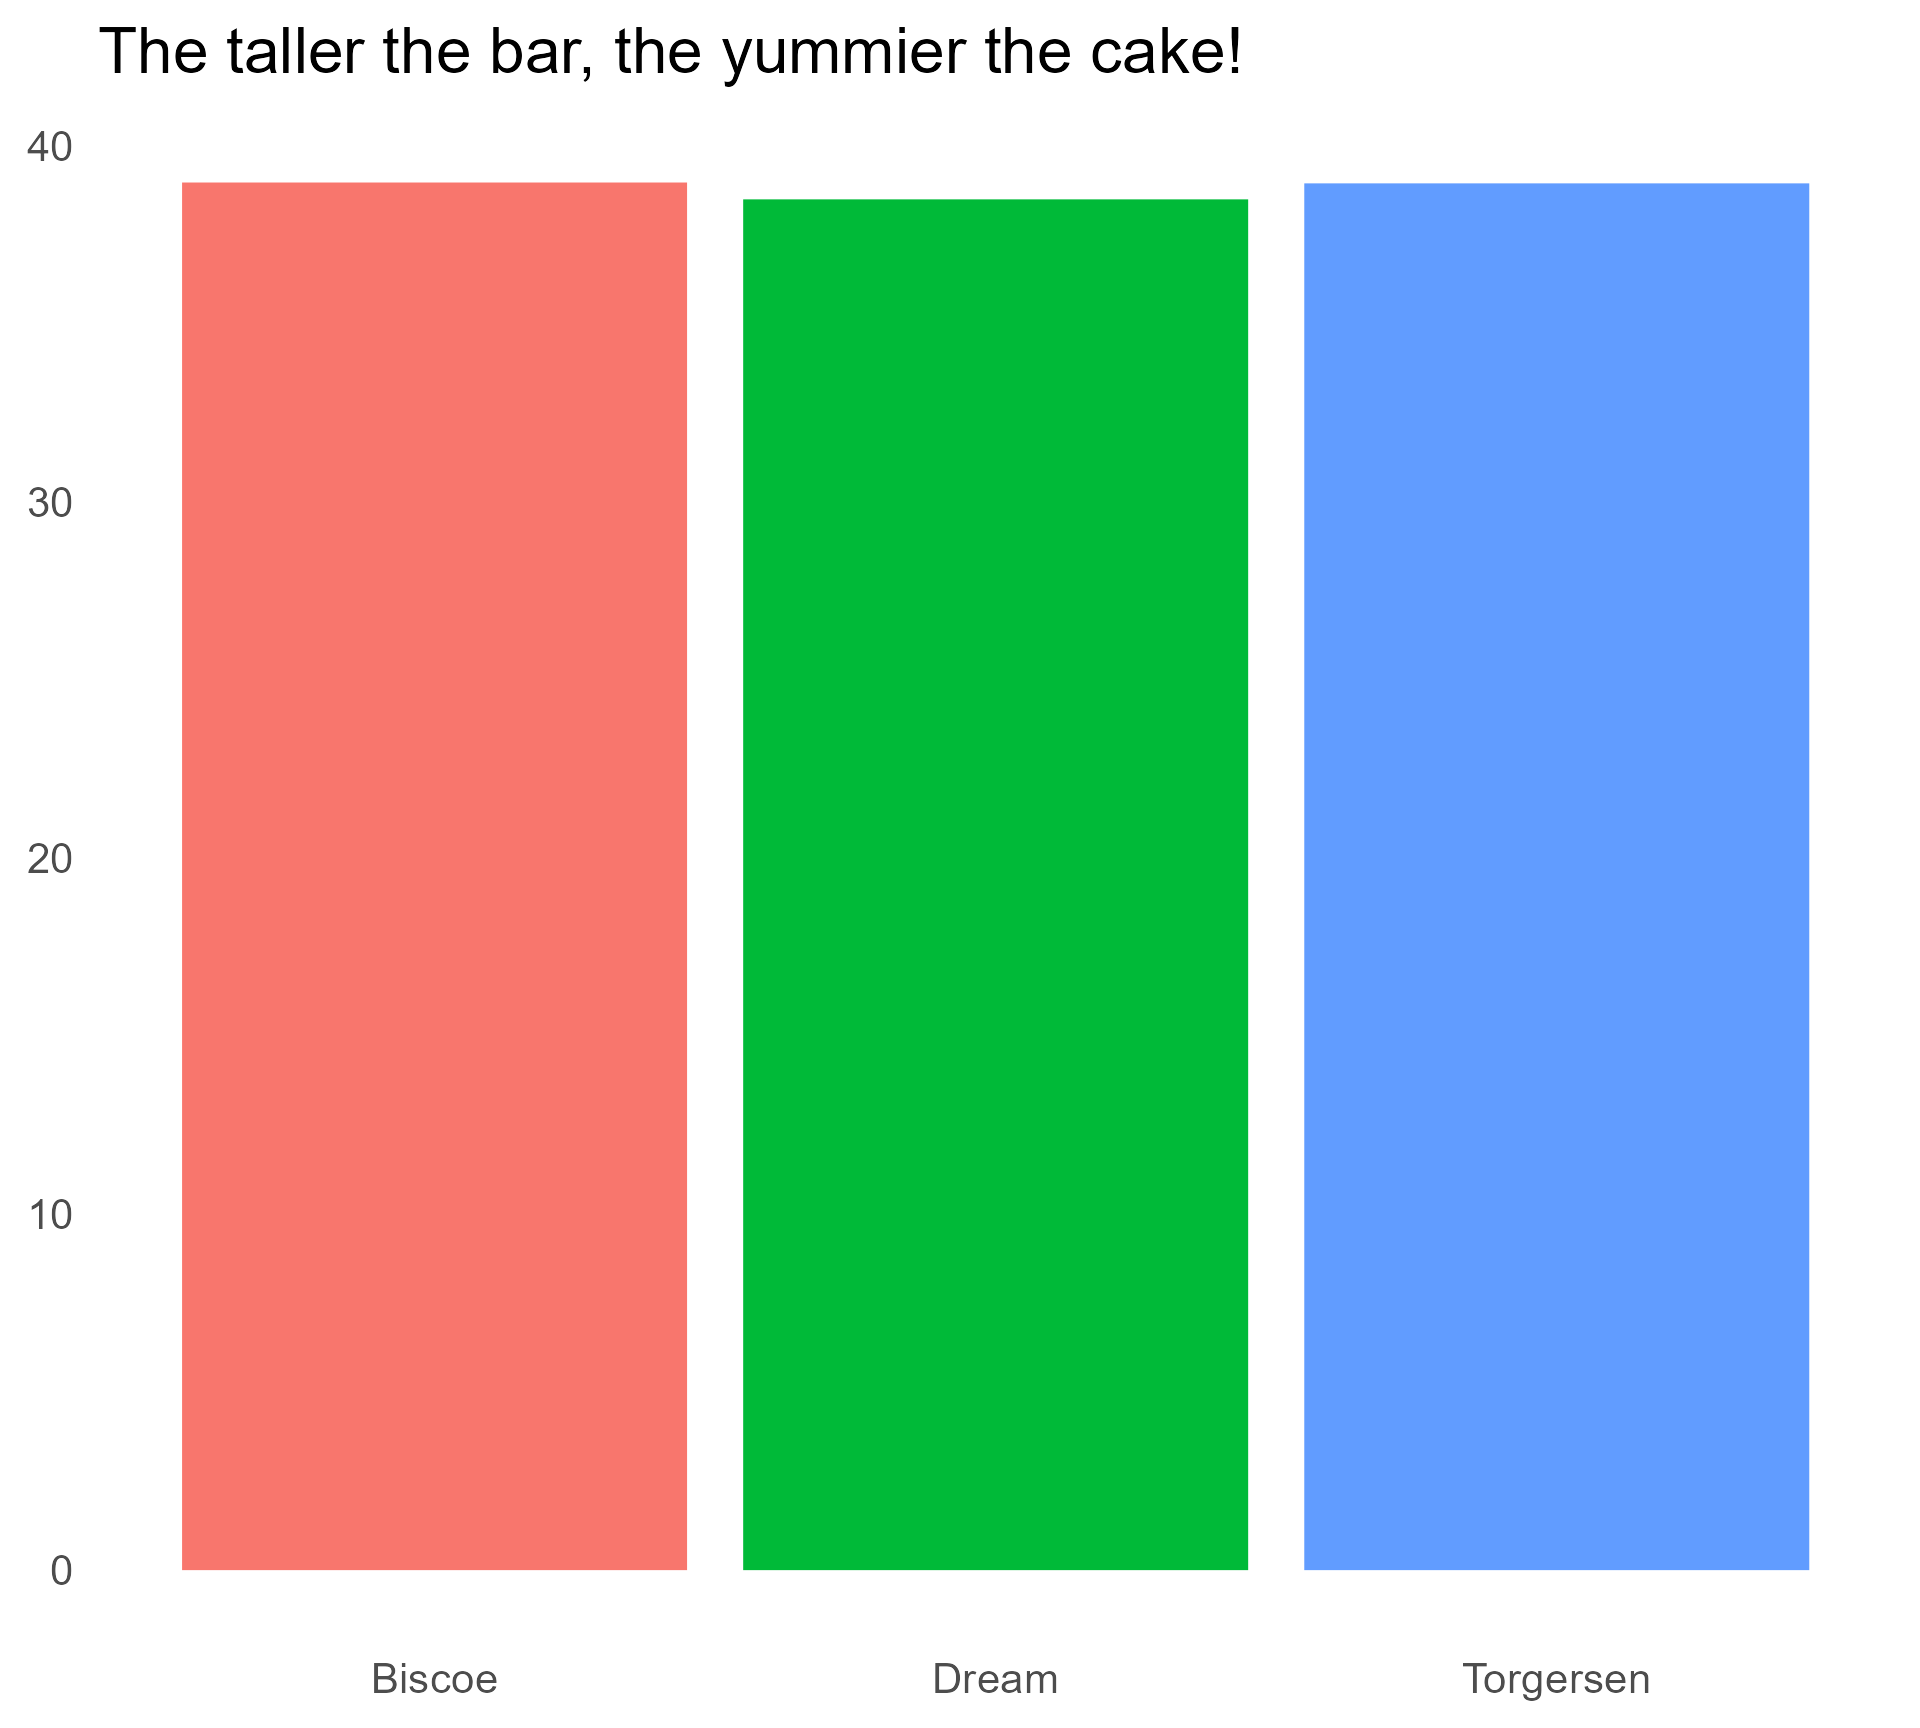 The taller the bar, the yummier the cake!
40
30
20
10
0
Biscoe Dream Torgersen